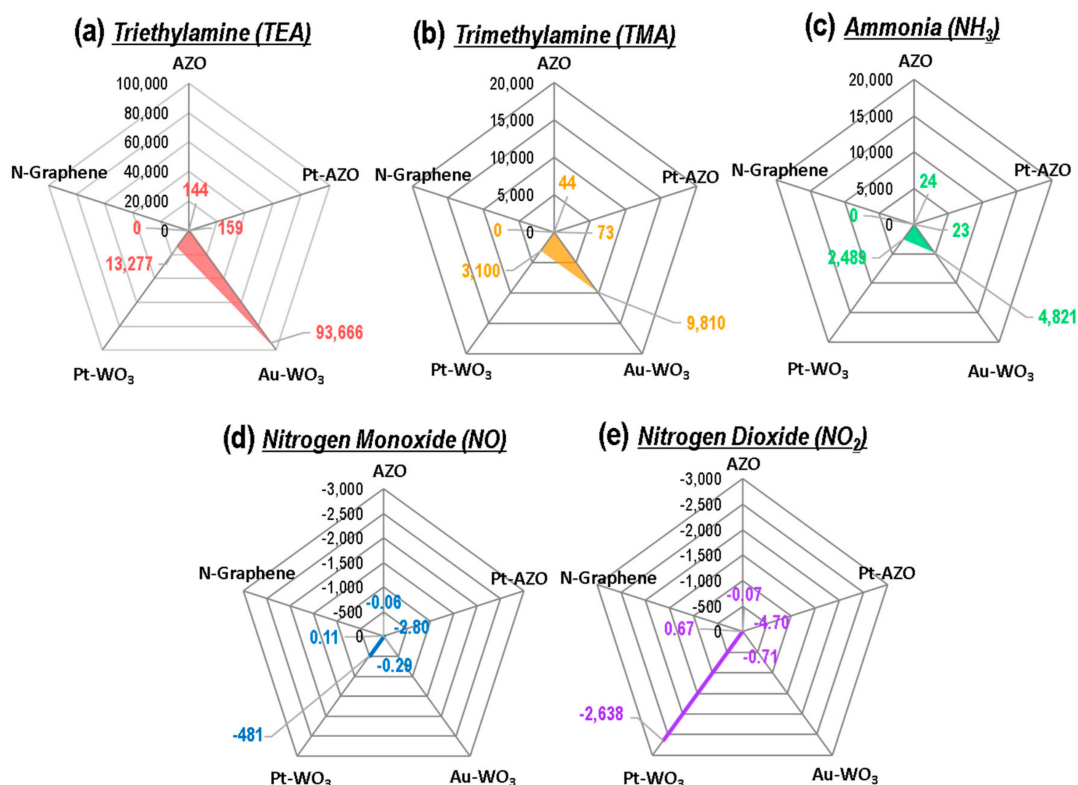 (a) Triethylamine (TEA)
AZO
100,000
80,000
60,000
40,000
20,000
0
N-Graphene
Pt-AZO
144
0
159
13,277
93,666
Pt-WO₃
Au-WO₃
(b) Trimethylamine (TMA)
AZO
20,000
15,000
10,000
5,000
0
N-Graphene
Pt-AZO
44
0
73
3,100
9,810
Pt-WO₃
Au-WO₃
(c) Ammonia (NH₃)
AZO
20,000
15,000
10,000
5,000
0
N-Graphene
Pt-AZO
24
0
23
2,489
4,821
Pt-WO₃
Au-WO₃
(d) Nitrogen Monoxide (NO)
AZO
-3,000
-2,500
-2,000
-1,500
-1,000
-500
0
N-Graphene
Pt-AZO
-0.06
0.11
-2.80
-0.29
-481
Pt-WO₃
Au-WO₃
(e) Nitrogen Dioxide (NO₂)
AZO
-3,000
-2,500
-2,000
-1,500
-1,000
-500
0
N-Graphene
Pt-AZO
-0.07
0.67
-4.70
-0.71
-2,638
Pt-WO₃
Au-WO₃